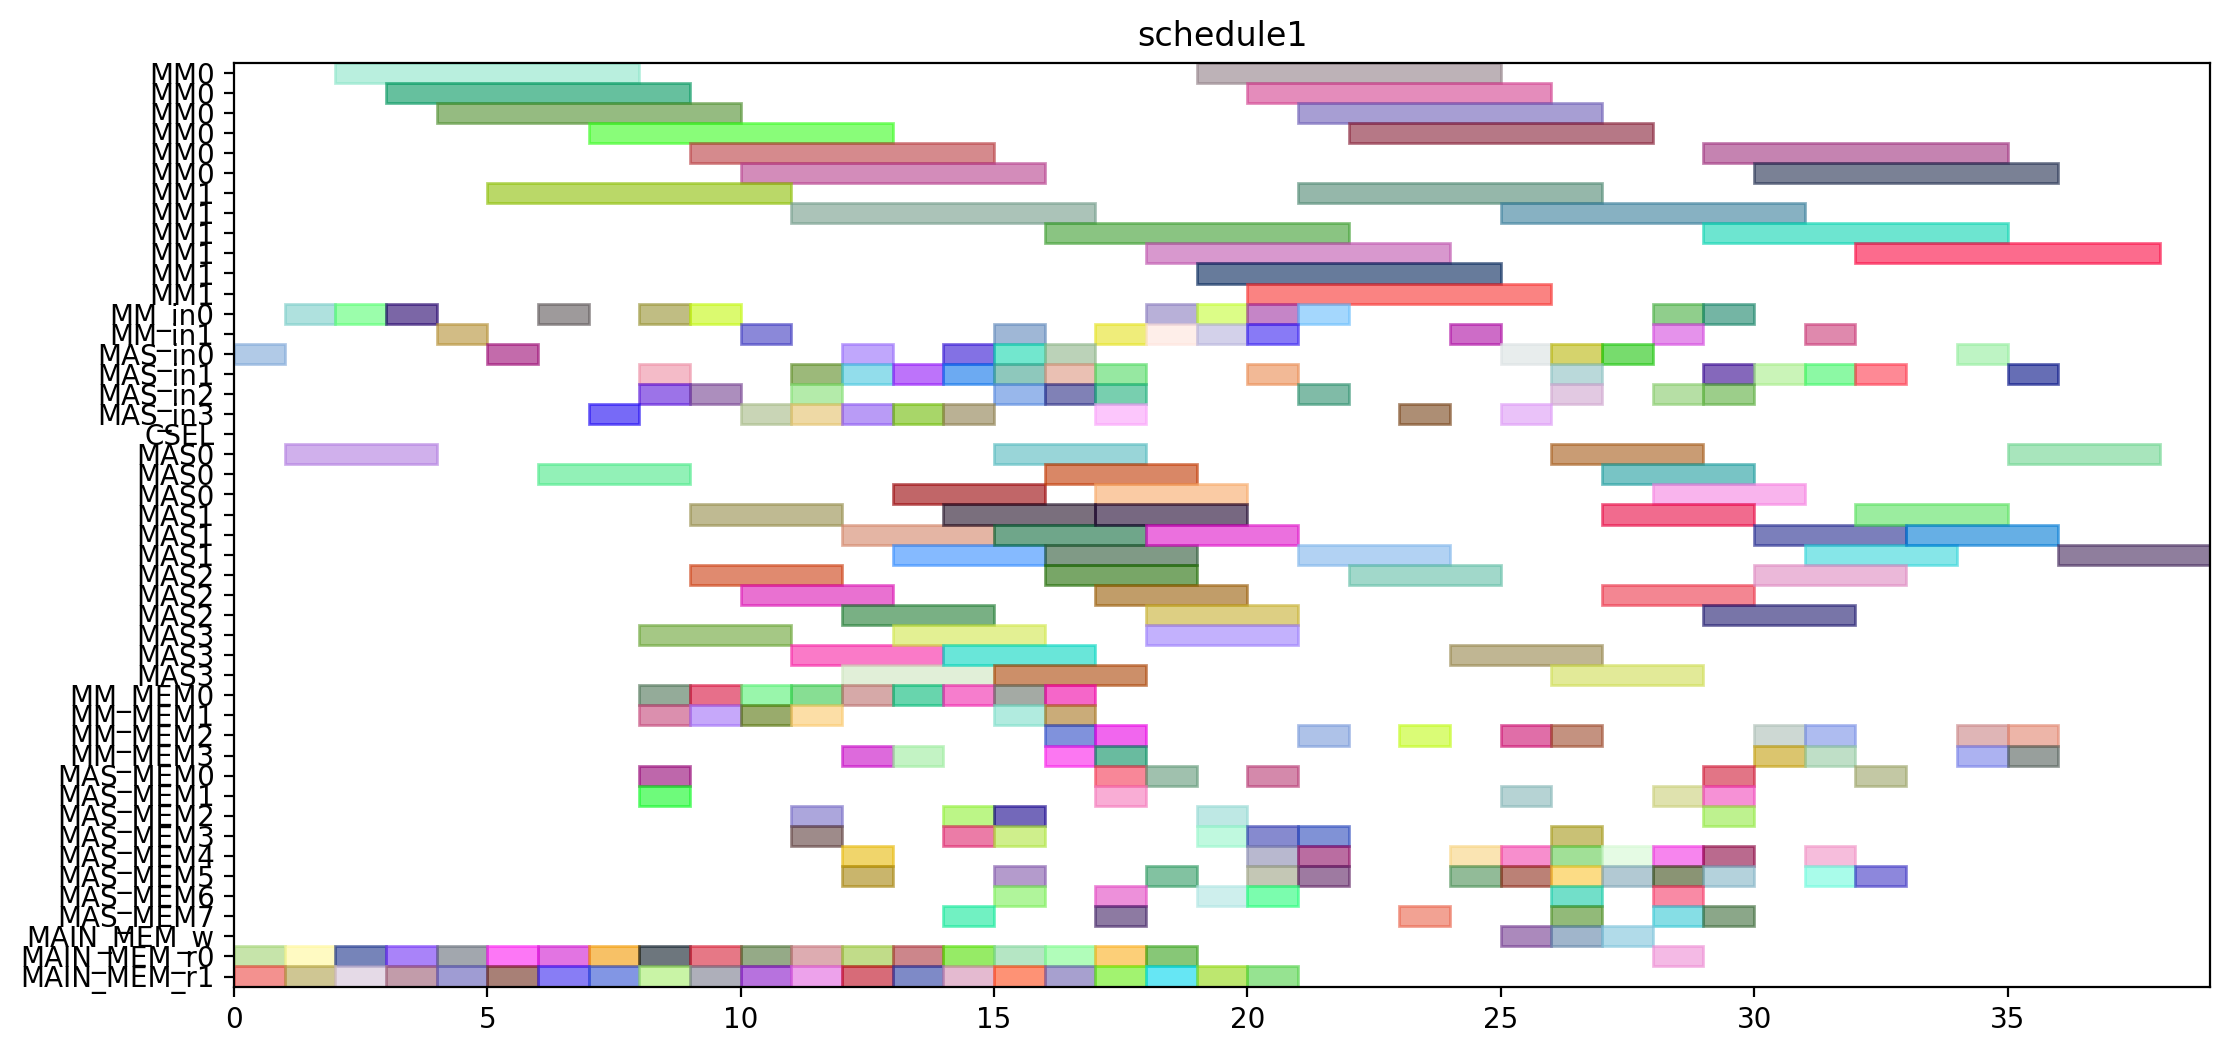 schedule1
MM0
MM0
MM0
MM0
MM0
MM0
MM1
MM1
MM1
MM1
MM1
MM1
MM_in0
MM_in1
MAS_in0
MAS_in1
MAS_in2
MAS_in3
CSEL
MAS0
MAS0
MAS0
MAS1
MAS1
MAS1
MAS2
MAS2
MAS2
MAS3
MAS3
MAS3
MM_MEM0
MM_MEM1
MM_MEM2
MM_MEM3
MAS_MEM0
MAS_MEM1
MAS_MEM2
MAS_MEM3
MAS_MEM4
MAS_MEM5
MAS_MEM6
MAS_MEM7
MAIN_MEM_w
MAIN_MEM_r0
MAIN_MEM_r1
0 5 10 15 20 25 30 35